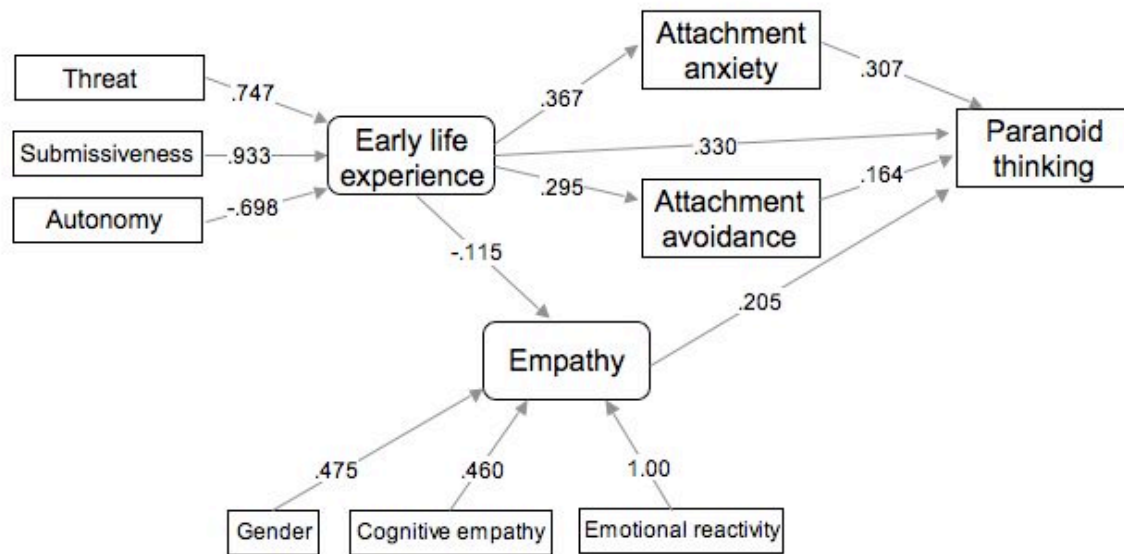 Attachment
anxiety
Threat
.747
.307
.367
Early life
experience
Paranoid
thinking
Submissiveness
.933
.330
.295
.164
Autonomy
-.698
Attachment
avoidance
-.115
.205
Empathy
.475
.460
1.00
Gender
Cognitive empathy
Emotional reactivity